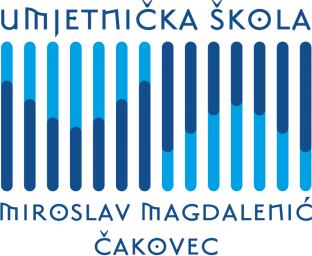 UMJETNIČKA ŠKOLA
MIROSLAV MAGDALENIĆ
ČAKOVEC